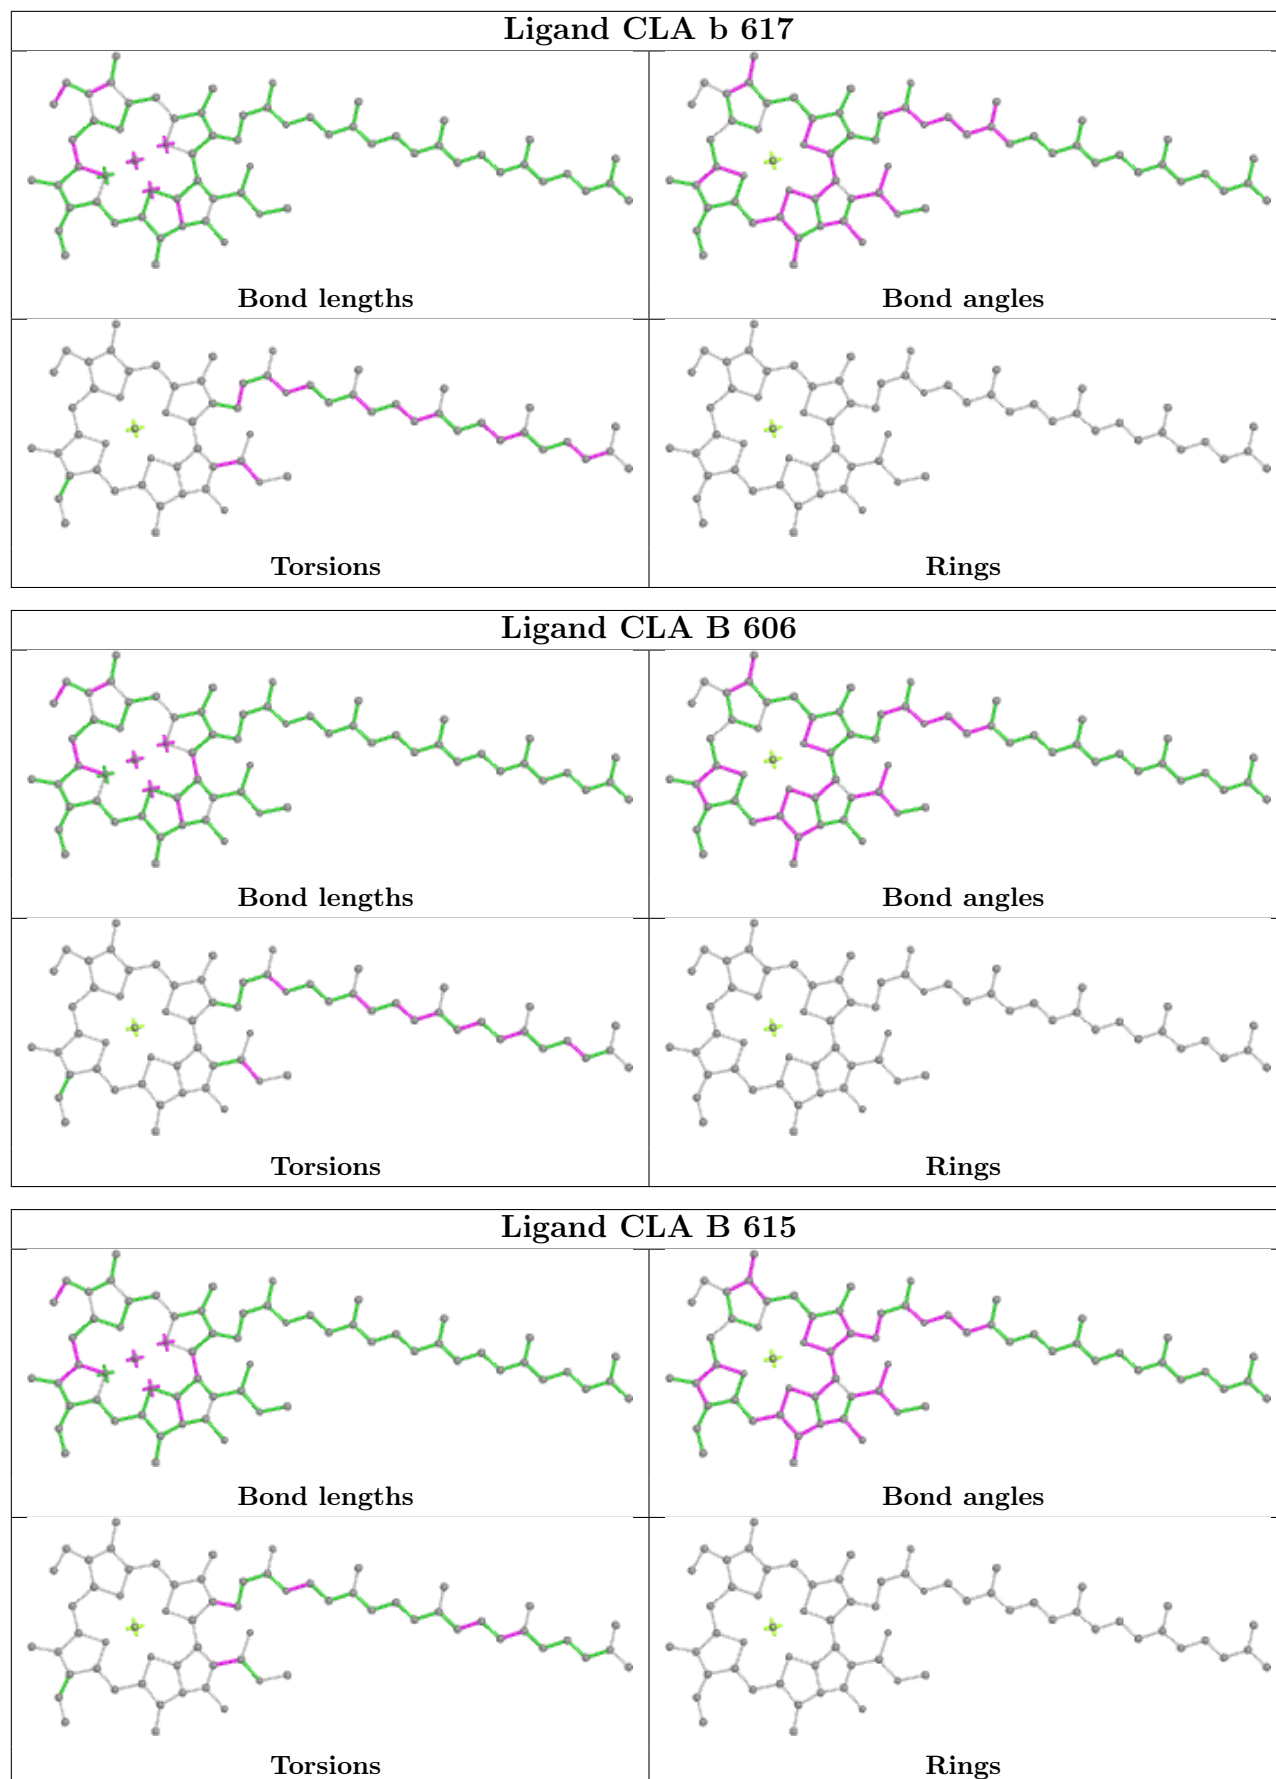 Ligand CLA b 617
Bond lengths
Bond angles
Torsions
Rings
Ligand CLA B 606
Bond lengths
Bond angles
Torsions
Rings
Ligand CLA B 615
Bond lengths
Bond angles
Torsions
Rings